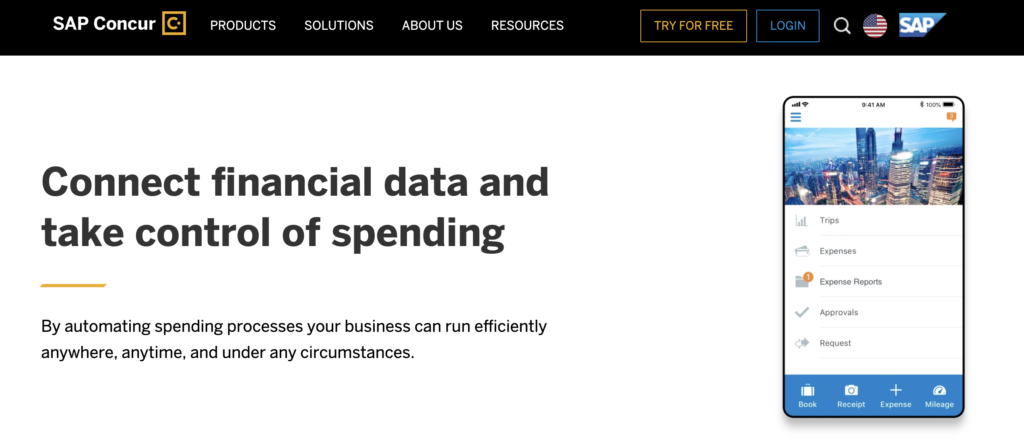 SAP Concur PRODUCTS SOLUTIONS ABOUT US RESOURCES TRY FOR FREE LOGIN SAP
Connect financial data and
take control of spending
By automating spending processes your business can run efficiently
anywhere, anytime, and under any circumstances.
9:41 AM 100%
Trips
Expenses
1
Expense Reports
Approvals
Request
Book Receipt Expense Mileage